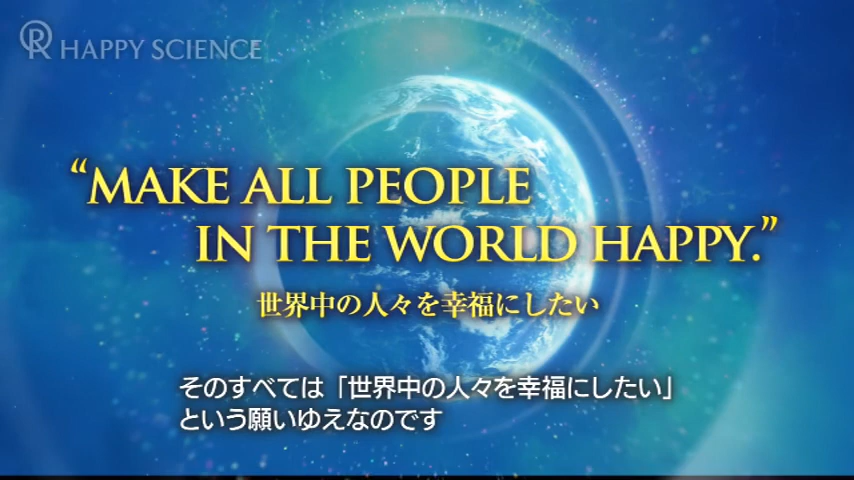 HAPPY SCIENCE
“MAKE ALL PEOPLE
IN THE WORLD HAPPY.”
世界中の人々を幸福にしたい
そのすべては「世界中の人々を幸福にしたい」
という願いゆえなのです